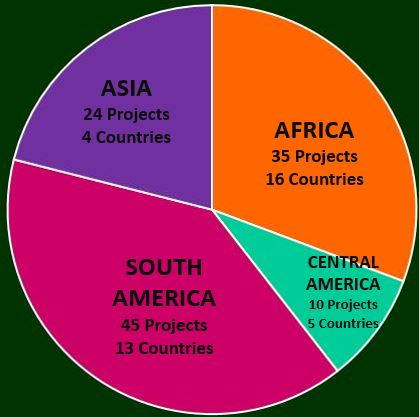 ASIA
24 Projects
4 Countries
AFRICA
35 Projects
16 Countries
CENTRAL
AMERICA
10 Projects
5 Countries
SOUTH
AMERICA
45 Projects
13 Countries